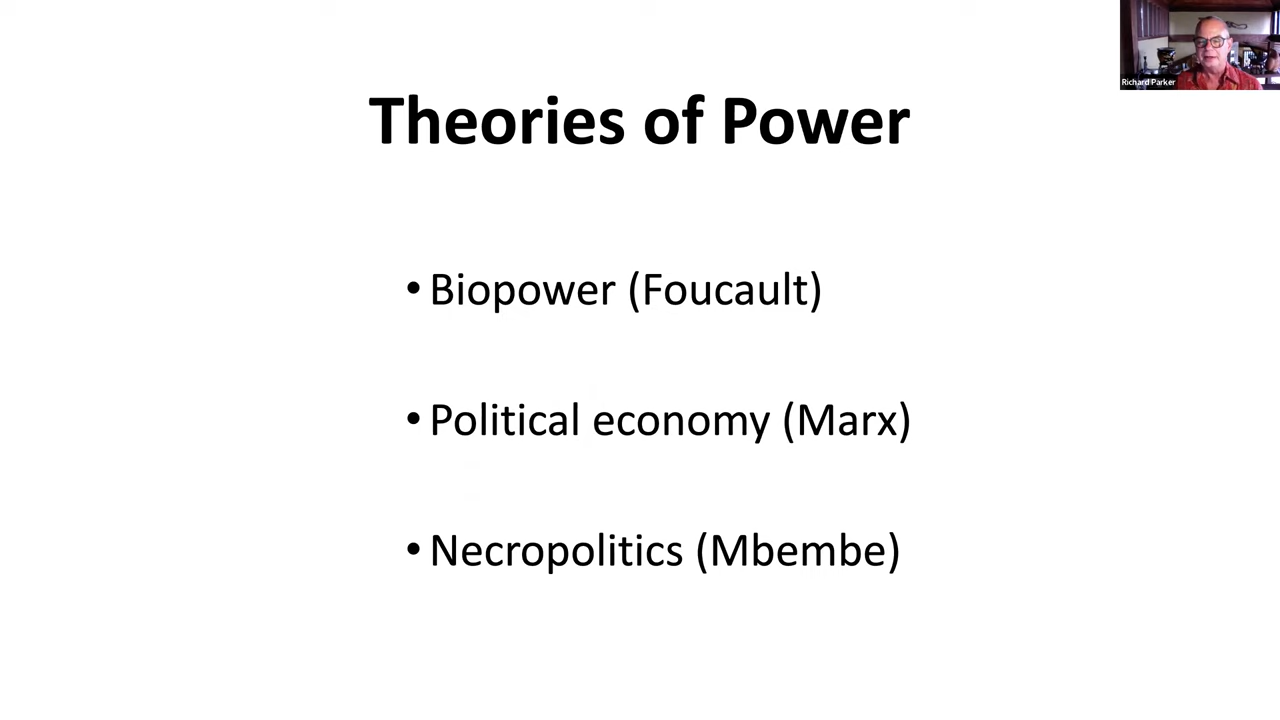 Richard Parker
Theories of Power
• Biopower (Foucault)
• Political economy (Marx)
• Necropolitics (Mbembe)